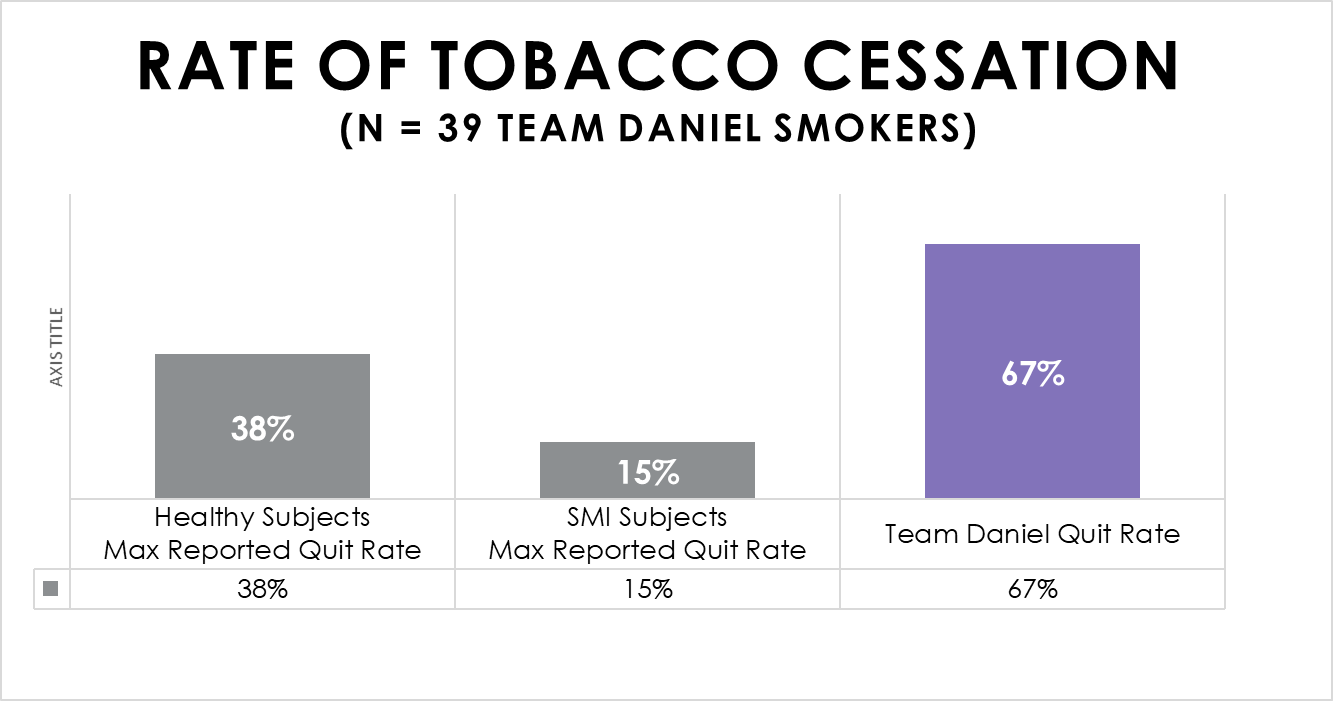 RATE OF TOBACCO CESSATION
(N = 39 TEAM DANIEL SMOKERS)
AXIS TITLE
38%
15%
67%
Healthy Subjects
Max Reported Quit Rate
SMI Subjects
Max Reported Quit Rate
Team Daniel Quit Rate
38%
15%
67%